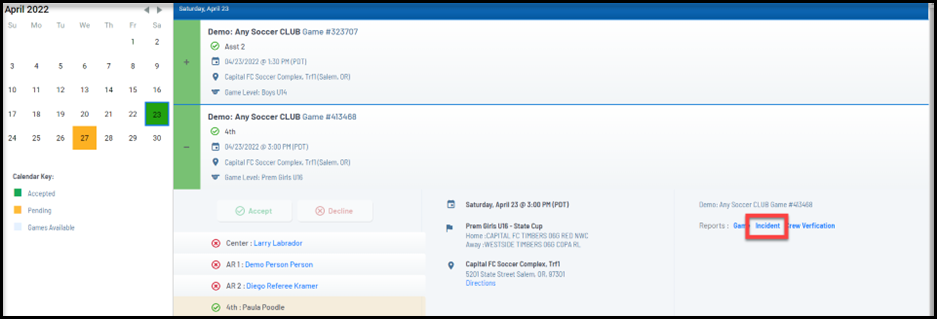 April 2022
Su Mo Tu We Th Fr Sa
1 2
3 4 5 6 7 8 9
10 11 12 13 14 15 16
17 18 19 20 21 22 23
24 25 26 27 28 29 30
Calendar Key:
Accepted
Pending
Games Available
Saturday, April 23
Demo: Any Soccer CLUB Game #323707
Asst 2
04/23/2022 @ 1:30 PM (PDT)
Capital FC Soccer Complex, Trf1 (Salem, OR)
Game Level: Boys U14
Demo: Any Soccer CLUB Game #413468
4th
04/23/2022 @ 3:00 PM (PDT)
Capital FC Soccer Complex, Trf1 (Salem, OR)
Game Level: Prem Girls U16
Accept Decline
Center : Larry Labrador
AR 1 : Demo Person Person
AR 2 : Diego Referee Kramer
4th : Paula Poodle
Saturday, April 23 @ 3:00 PM (PDT)
Prem Girls U16 - State Cup
Home :CAPITAL FC TIMBERS 06G RED NWC
Away :WESTSIDE TIMBERS 06G COPA RL
Capital FC Soccer Complex, Trf1
5201 State Street Salem, OR, 97301
Directions
Demo: Any Soccer CLUB Game #413468
Reports : Game Incident Crew Verfication